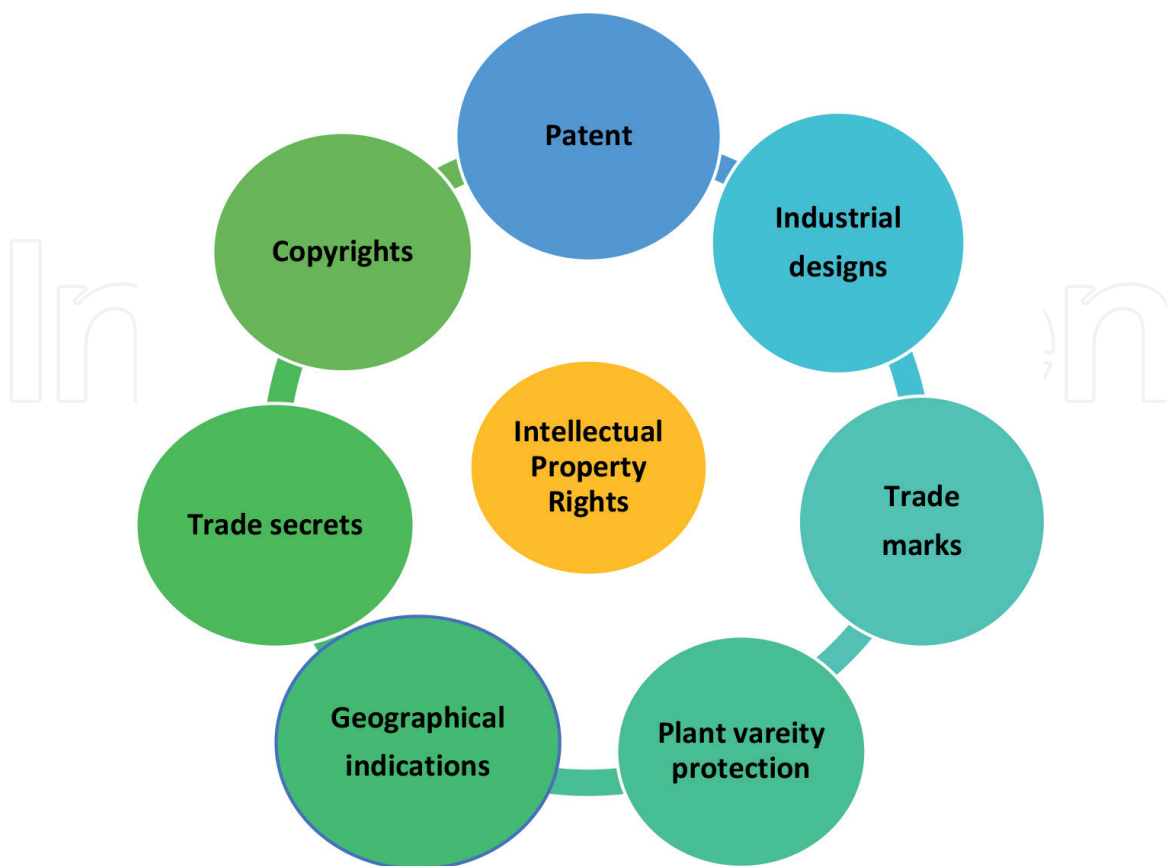 Patent
Industrial
designs
Trade
marks
Plant vareity
protection
Geographical
indications
Trade secrets
Copyrights
Intellectual
Property
Rights